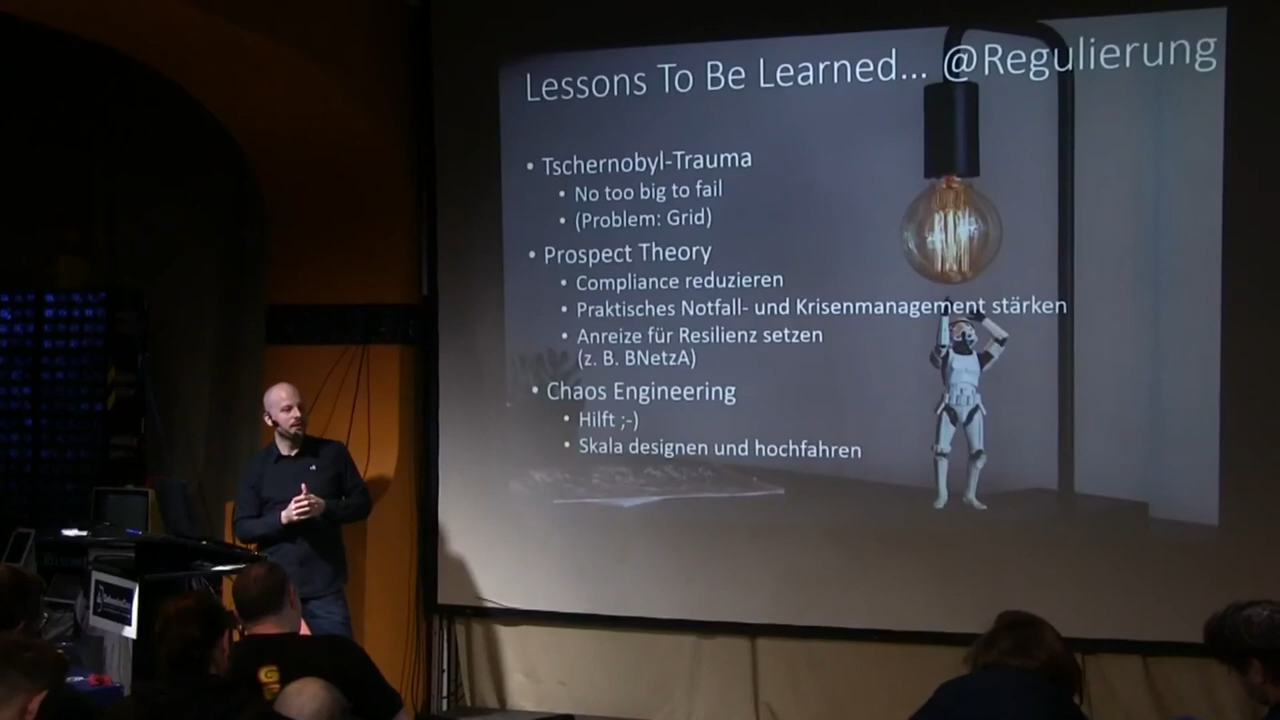 Lessons To Be Learned... @Regulierung
• Tschernobyl-Trauma
• No too big to fail
• (Problem: Grid)
• Prospect Theory
• Compliance reduzieren
• Praktisches Notfall- und Krisenmanagement stärken
• Anreize für Resilienz setzen
(z. B. BNetzA)
• Chaos Engineering
• Hilft ;-)
• Skala designen und hochfahren